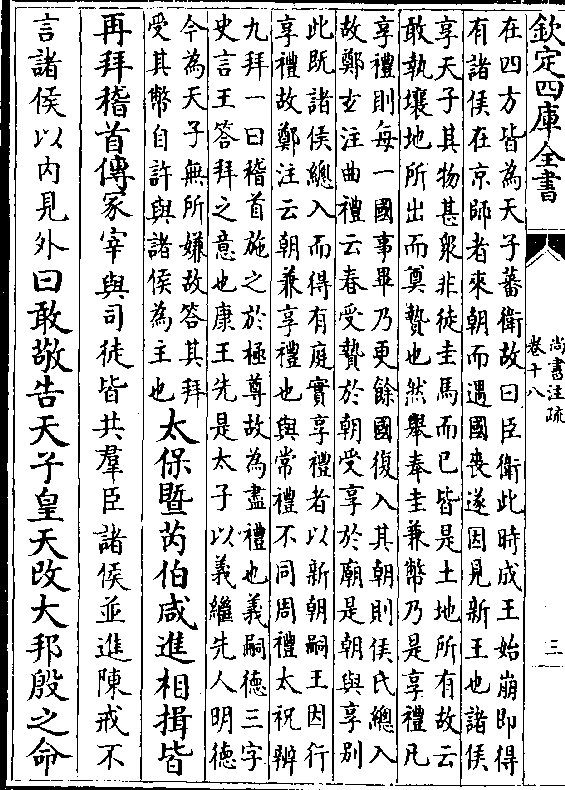 欽定四庫全書
尚書注疏
卷十八
三
在四方皆為天子蕃衛故曰臣衛此時成王始崩即得
有諸侯在京師者來朝而遇國喪遂因見新王也諸侯
享天子其物甚衆非徒圭馬而已皆是土地所有故云
敢執壤地所出而奠贄也然舉奉圭兼幣乃是享禮凡
享禮則每一國事畢乃更餘國復入其朝則侯氏總入
故鄭玄注曲禮云春受贄於朝受享於廟是朝與享别
此既諸侯總入而得有庭實享禮者以新朝嗣王因行
享禮故鄭注云朝兼享禮也與常禮不同周禮太祝辨
九拜一曰稽首施之於極尊故為盡禮也義嗣德三字
史言王答拜之意也康王先是太子以義繼先人明德
今為天子無所嫌故答其拜
受其幣自許與諸侯為主也
太保暨芮伯咸進相揖皆
再拜稽首傳冢宰與司徒皆共羣臣諸侯並進陳戒不
言諸侯以内見外曰敢敬告天子皇天改大邦殷之命